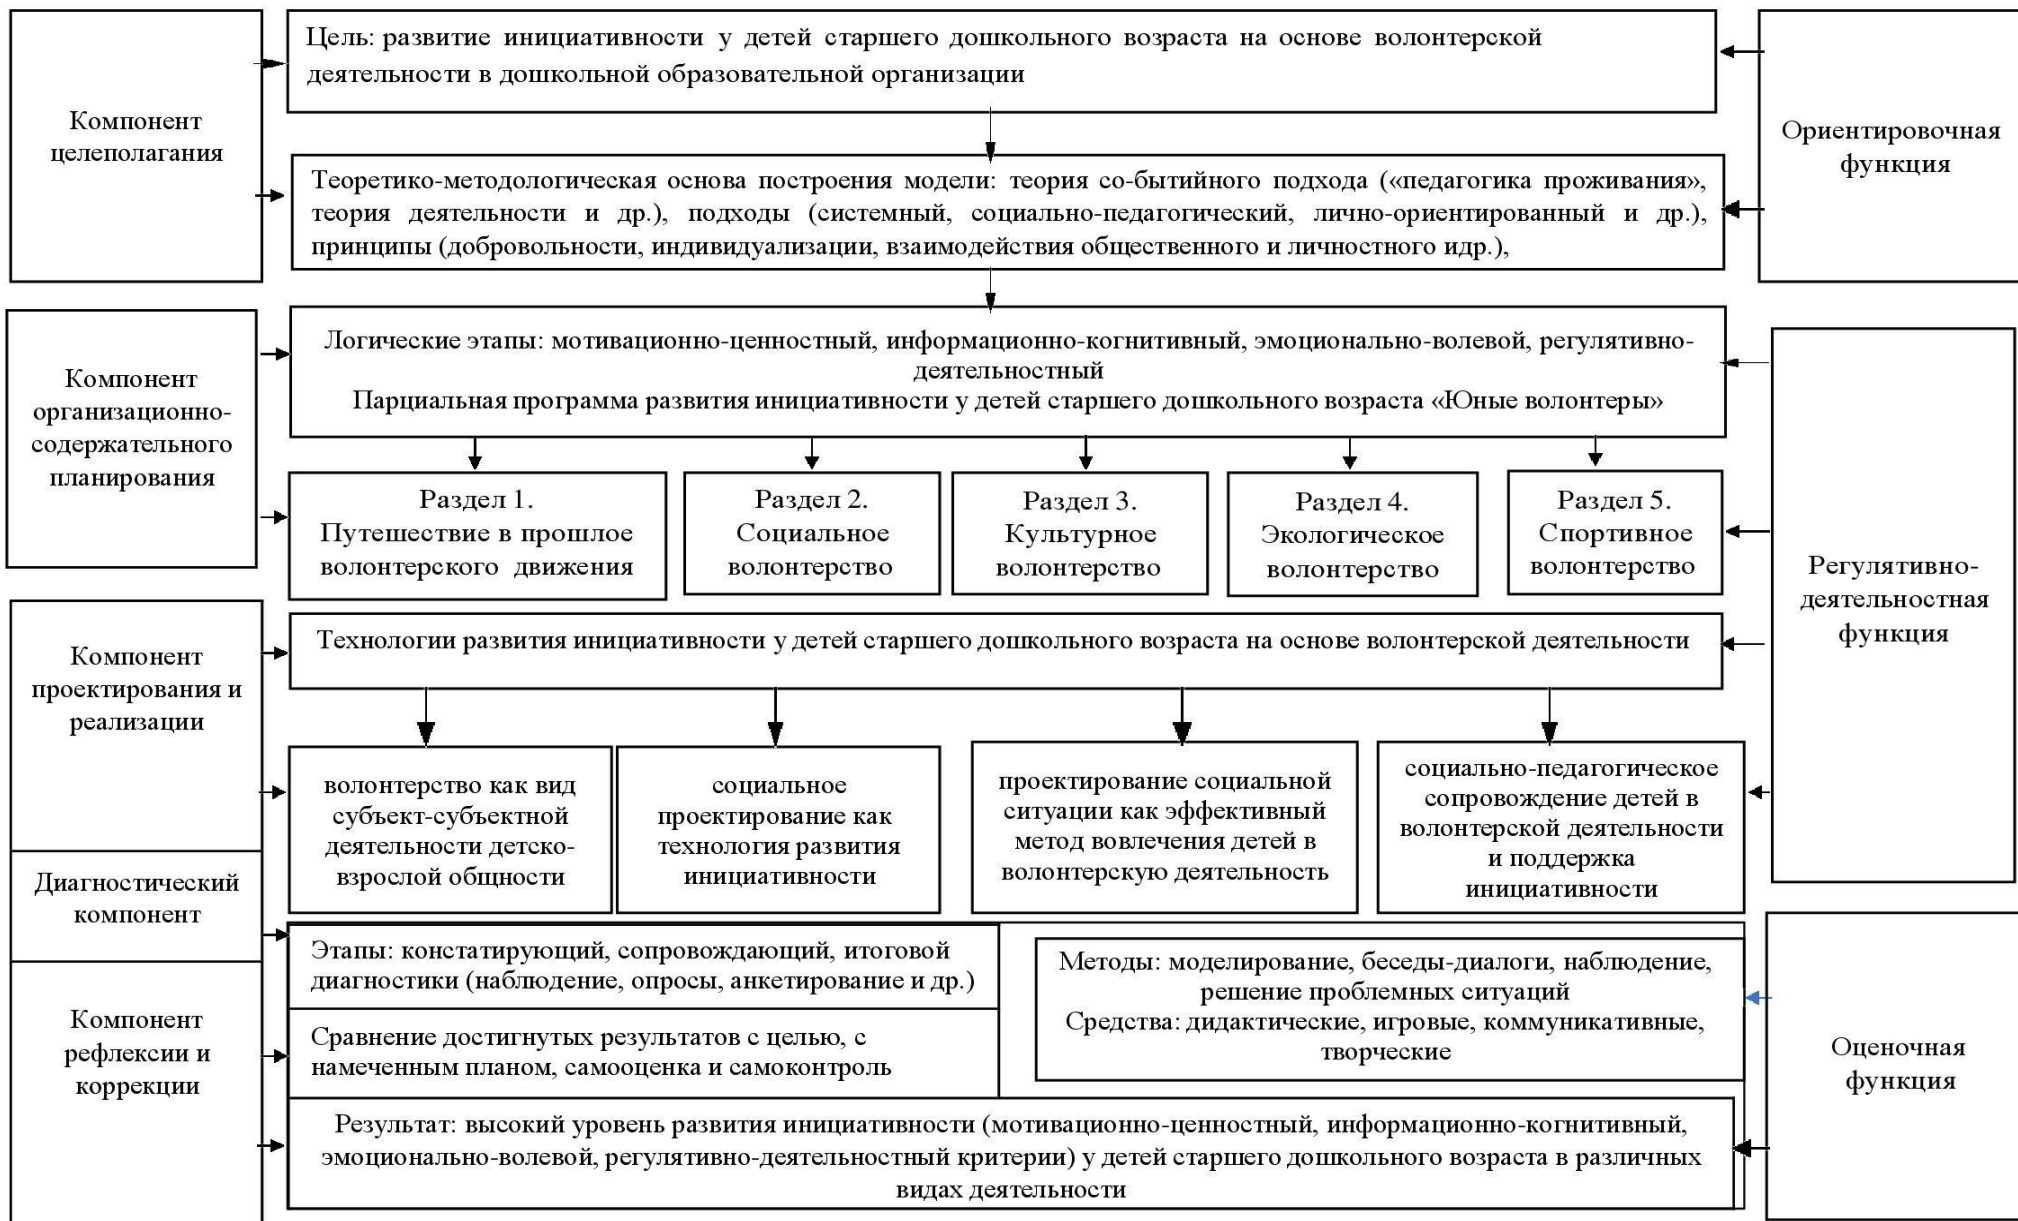 Компонент
целеполагания
Цель: развитие инициативности у детей старшего дошкольного возраста на основе волонтерской
деятельности в дошкольной образовательной организации
Ориентировочная
функция
Теоретико-методологическая основа построения модели: теория со-бытийного подхода («педагогика проживания»,
теория деятельности и др.), подходы (системный, социально-педагогический, лично-ориентированный и др.),
принципы (добровольности, индивидуализации, взаимодействия общественного и личностного идр.),
Компонент
организационно-
содержательного
планирования
Логические этапы: мотивационно-ценностный, информационно-когнитивный, эмоционально-волевой, регулятивно-
деятельностный
Парциальная программа развития инициативности у детей старшего дошкольного возраста «Юные волонтеры»
Раздел 1.
Путешествие в прошлое
волонтерского движения
Раздел 2.
Социальное
волонтерство
Раздел 3.
Культурное
волонтерство
Раздел 4.
Экологическое
волонтерство
Раздел 5.
Спортивное
волонтерство
Регулятивно-
деятельностная
функция
Компонент
проектирования и
реализации
Технологии развития инициативности у детей старшего дошкольного возраста на основе волонтерской деятельности
волонтерство как вид
субъект-субъектной
деятельности детско-
взрослой общности
социальное
проектирование как
технология развития
инициативности
проектирование социальной
ситуации как эффективный
метод вовлечения детей в
волонтерскую деятельность
социально-педагогическое
сопровождение детей в
волонтерской деятельности
и поддержка
инициативности
Диагностический
компонент
Этапы: констатирующий, сопровождающий, итоговой
диагностики (наблюдение, опросы, анкетирование и др.)
Методы: моделирование, беседы-диалоги, наблюдение,
решение проблемных ситуаций
Средства: дидактические, игровые, коммуникативные,
творческие
Оценочная
функция
Компонент
рефлексии и
коррекции
Сравнение достигнутых результатов с целью, с
намеченным планом, самооценка и самоконтроль
Результат: высокий уровень развития инициативности (мотивационно-ценностный, информационно-когнитивный,
эмоционально-волевой, регулятивно-деятельностный критерии) у детей старшего дошкольного возраста в различных
видах деятельности